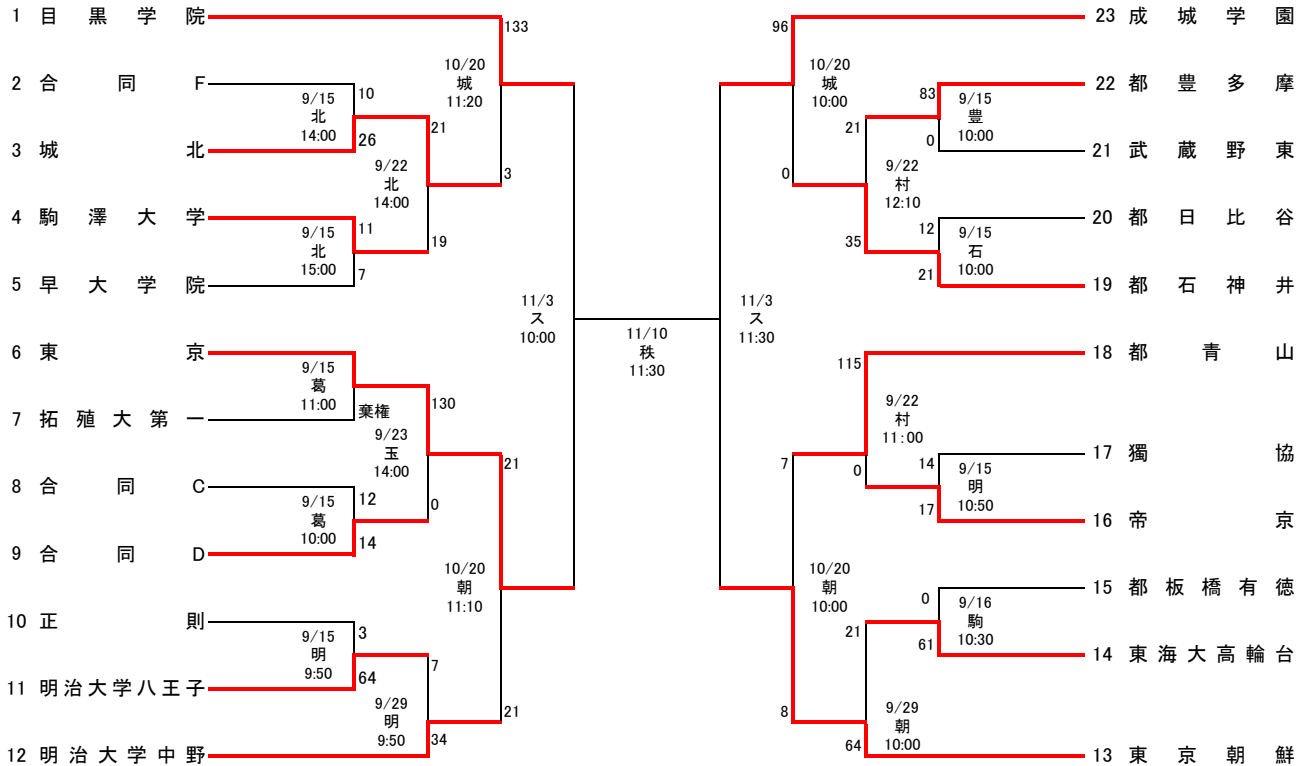 1 目黒学院
133
10/20
城
11:20
2 合同F
10
9/15
北
14:00
21
3 城北
26
9/22
北
14:00
3
4 駒澤大学
11
9/15
北
15:00
19
5 早大学院
7
11/3
ス
10:00
6 東京
9/15
葛
11:00
130
7 拓殖大第一
棄権
9/23
玉
14:00
21
8 合同C
12
9/15
葛
10:00
0
9 合同D
14
10/20
朝
11:10
10 正則
3
9/15
明
9:50
7
11 明治大学八王子
64
9/29
明
9:50
21
12 明治大学中野
34
11/10
秩
11:30
96
23 成城学園
10/20
城
10:00
83
22 都豊多摩
9/15
豊
10:00
21
0
21 武蔵野東
9/22
村
12:10
0
12
20 都日比谷
9/15
石
10:00
35
21
19 都石神井
11/3
ス
11:30
115
18 都青山
9/22
村
11:00
7
14
17 獨協
9/15
明
10:50
0
17
16 帝京
10/20
朝
10:00
0
15 都板橋有徳
9/16
駒
10:30
21
61
14 東海大高輪台
9/29
朝
10:00
8
64
13 東京朝鮮